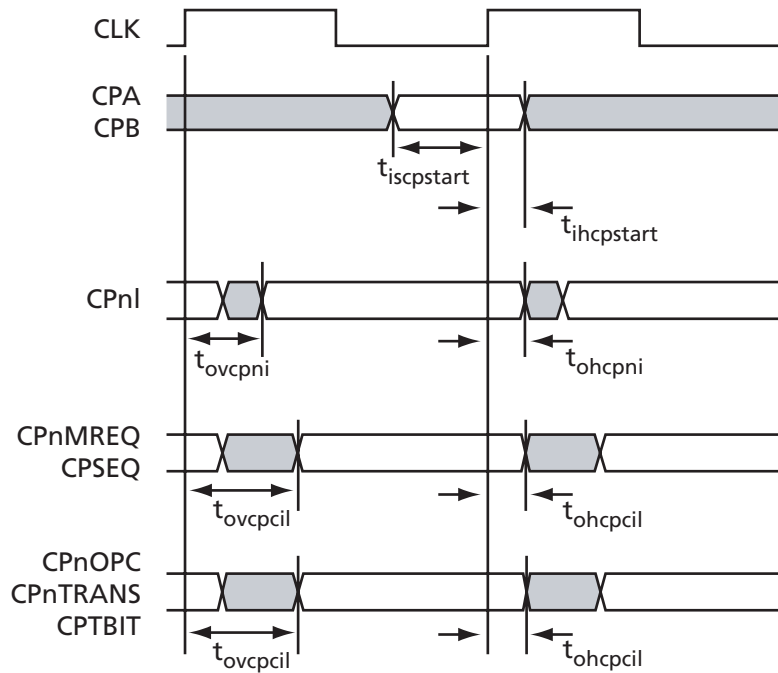 CLK
CPA
CPB
tiscpstart
tihcpstart
CPnI
tovcpni
tohcpni
CPnMREQ
CPSEQ
tovcpcil
tohcpcil
CPnOPC
CPnTRANS
CPTBIT
tovcpcil
tohcpcil